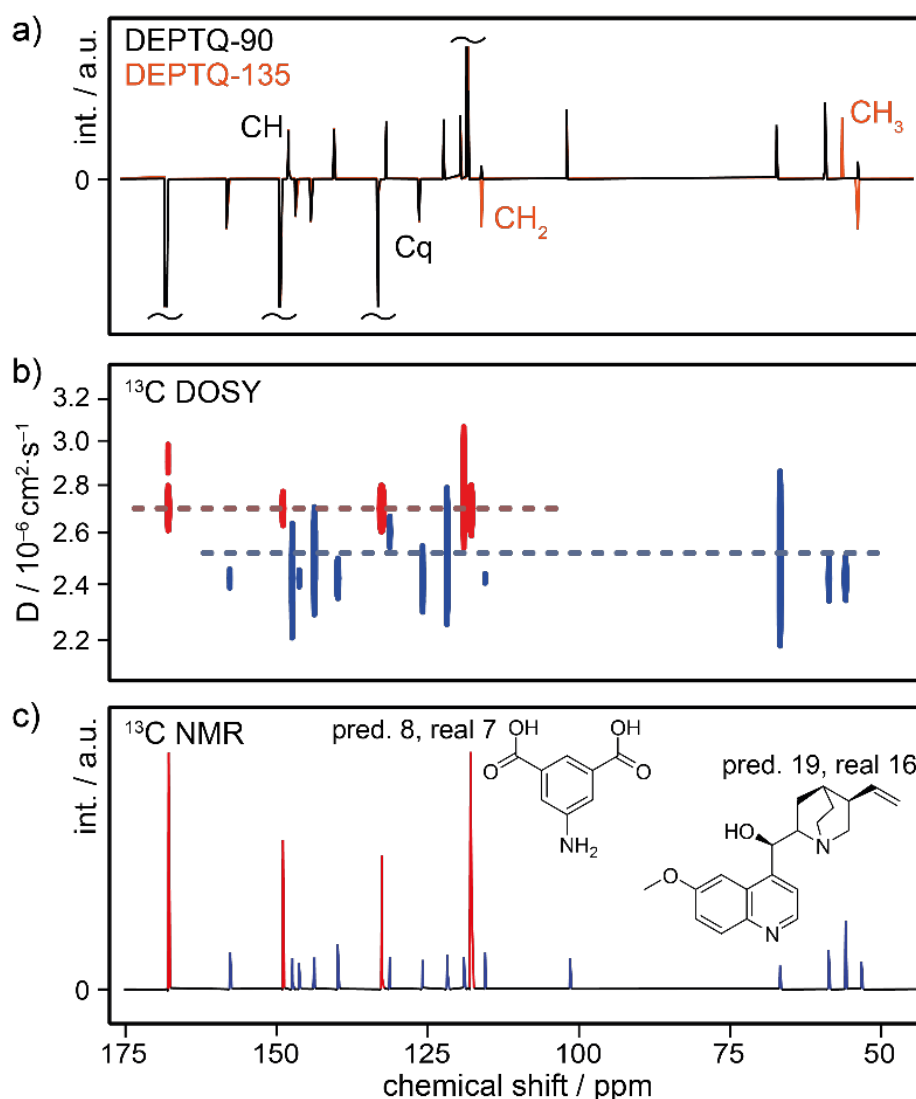 a)
DEPTQ-90
DEPTQ-135
int. / a.u.
0
CH
Cq
CH₂
CH₃
b)
¹³C DOSY
D / 10⁻⁶ cm²·s⁻¹
3.2
3.0
2.8
2.6
2.4
2.2
c)
¹³C NMR
int. / a.u.
0
pred. 8, real 7
OH
OH
O
O
NH₂
pred. 19, real 16
HO
N
O
N
175
150
125
100
75
50
chemical shift / ppm